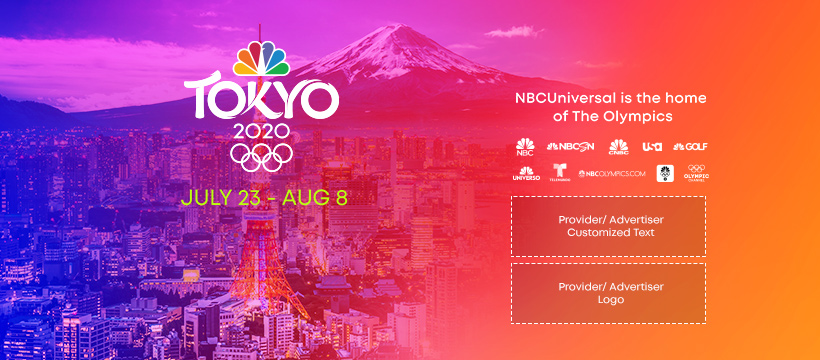 TOKYO
2020
JULY 23 - AUG 8
NBCUniversal is the home
of The Olympics
NBC
NBCSN
CNBC
USA
GOLF
UNIVERSO
TELEMUNDO
NBCOLYMPICS.COM
OLYMPIC
CHANNEL
Provider/ Advertiser
Customized Text
Provider/ Advertiser
Logo